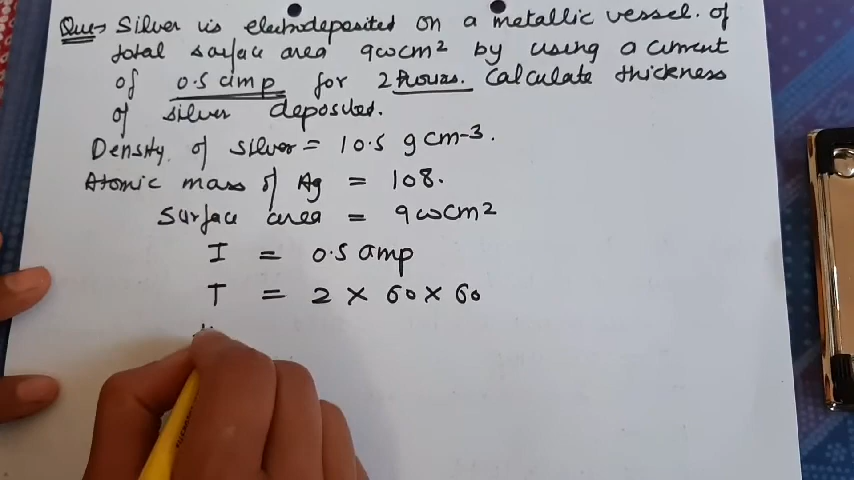 Ques Silver is electrodeposited on a metallic vessel. of
total surface area 900cm² by using a current
of 0.5 amp for 2 hours. Calculate thickness
of silver deposited.
Density of silver = 10.5 g cm-3.
Atomic mass of Ag = 108.
Surface area = 900cm²
I = 0.5 amp
T = 2 × 60 × 60